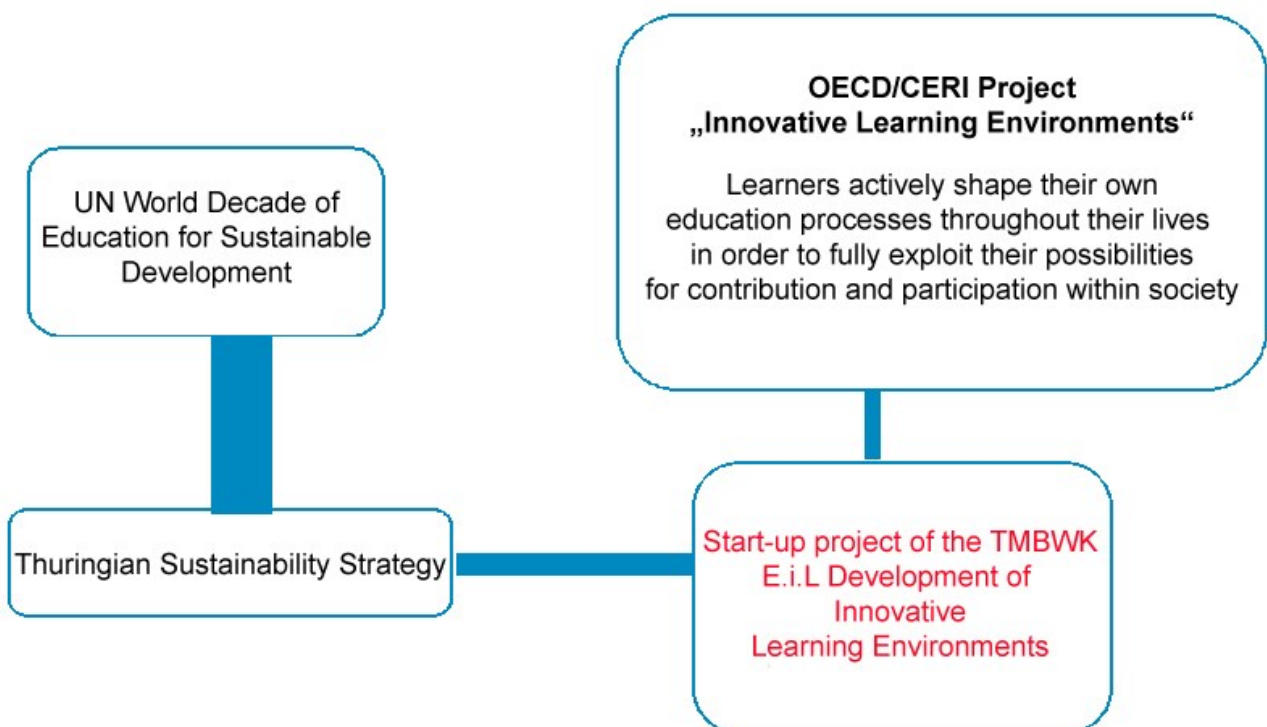 UN World Decade of
Education for Sustainable
Development
OECD/CERI Project
„Innovative Learning Environments“
Learners actively shape their own
education processes throughout their lives
in order to fully exploit their possibilities
for contribution and participation within society
Thuringian Sustainability Strategy
Start-up project of the TMBWK
E.i.L Development of
Innovative
Learning Environments